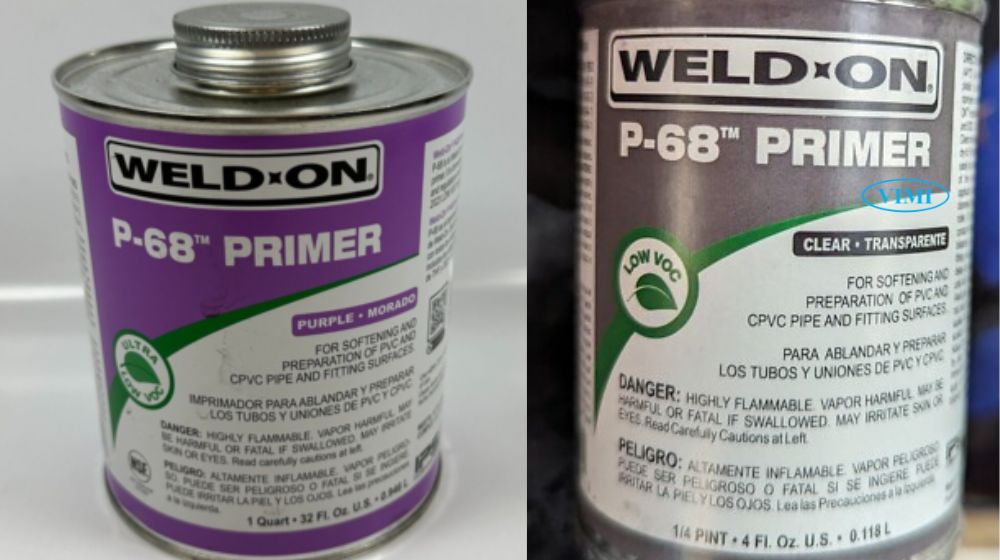 WELD-ON®
P-68™ PRIMER
PURPLE • MORADO
ULTRA
LOW VOC
FOR SOFTENING AND
PREPARATION OF PVC AND
CPVC PIPE AND FITTING SURFACES.
IMPRIMADOR PARA ABLANDAR Y PREPARAR
LOS TUBOS Y UNIONES DE PVC Y CPVC.
DANGER: HIGHLY FLAMMABLE. VAPOR HARMFUL. MAY
BE HARMFUL OR FATAL IF SWALLOWED. MAY IRRITATE
SKIN OR EYES. Read carefully cautions at left.
NSF
PELIGRO: ALTAMENTE INFLAMABLE. VAPOR PELIGRO-
SO. PUEDE SER PELIGROSO O FATAL SI SE INGIERE.
PUEDE IRRITAR LA PIEL Y LOS OJOS. Lea las precauciones
a la izquierda.
1 Quart • 32 Fl. Oz. U.S. • 0.946 L
WELD-ON®
P-68™ PRIMER
VIMI
CLEAR • TRANSPARENTE
LOW VOC
FOR SOFTENING AND
PREPARATION OF PVC AND
CPVC PIPE AND FITTING SURFACES.
PARA ABLANDAR Y PREPARAR
LOS TUBOS Y UNIONES DE PVC Y CPVC.
DANGER: HIGHLY FLAMMABLE. VAPOR HARMFUL. MAY BE
HARMFUL OR FATAL IF SWALLOWED. MAY IRRITATE SKIN OR
EYES. Read Carefully Cautions at Left.
PELIGRO: ALTAMENTE INFLAMABLE. VAPOR PELIGROSO
PUEDE SER PELIGROSO O FATAL SI SE INGIERE. PUEDE
IRRITAR LA PIEL Y LOS OJOS. Lea las Precauciones a la izquierda.
1/4 PINT • 4 Fl. Oz. U.S. • 0.118 L